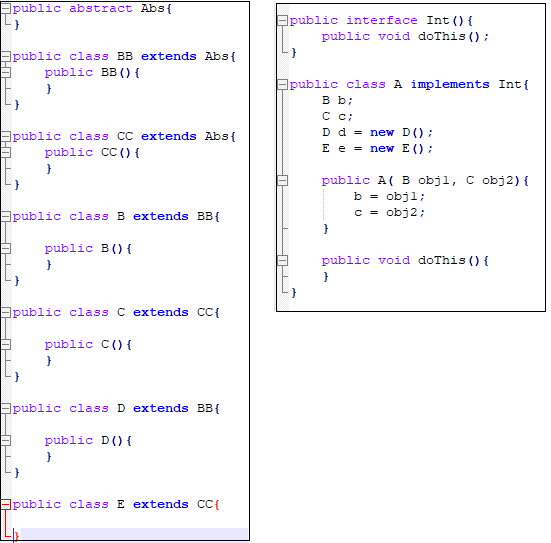 public abstract Abs{
}
public class BB extends Abs{
    public BB(){
    }
}
public class CC extends Abs{
    public CC(){
    }
}
public class B extends BB{
    public B(){
    }
}
public class C extends CC{
    public C(){
    }
}
public class D extends BB{
    public D(){
    }
}
public class E extends CC{
}
public interface Int(){
    public void doThis();
}
public class A implements Int{
    B b;
    C c;
    D d = new D();
    E e = new E();
    public A( B obj1, C obj2){
        b = obj1;
        c = obj2;
    }
    public void doThis(){
    }
}